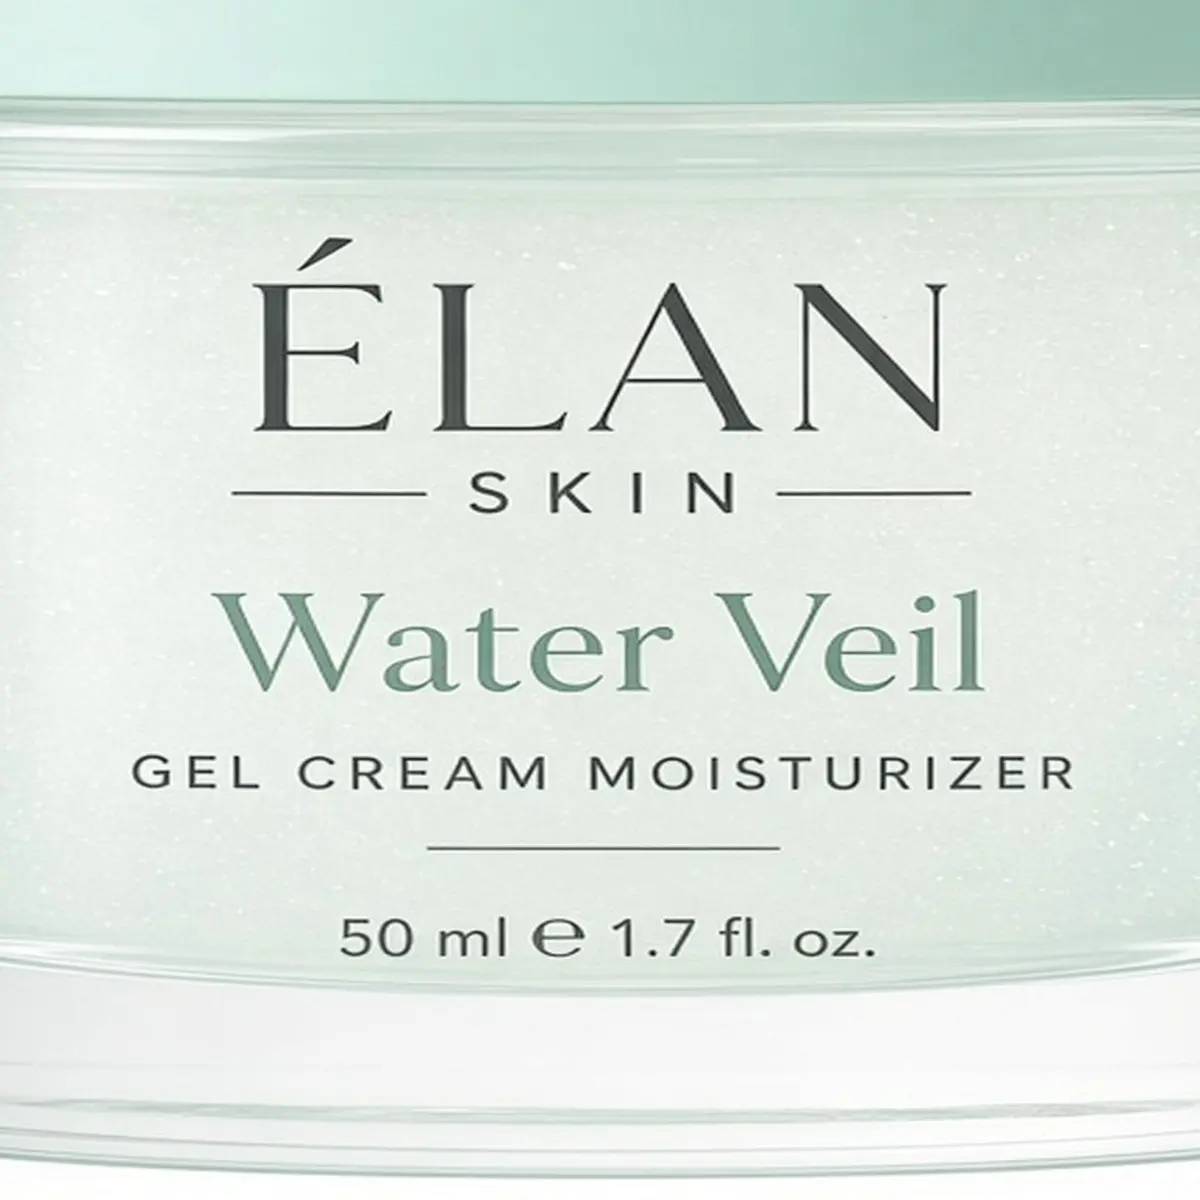 ÉLAN
SKIN
Water Veil
GEL CREAM MOISTURIZER
50 ml ℮ 1.7 fl. oz.